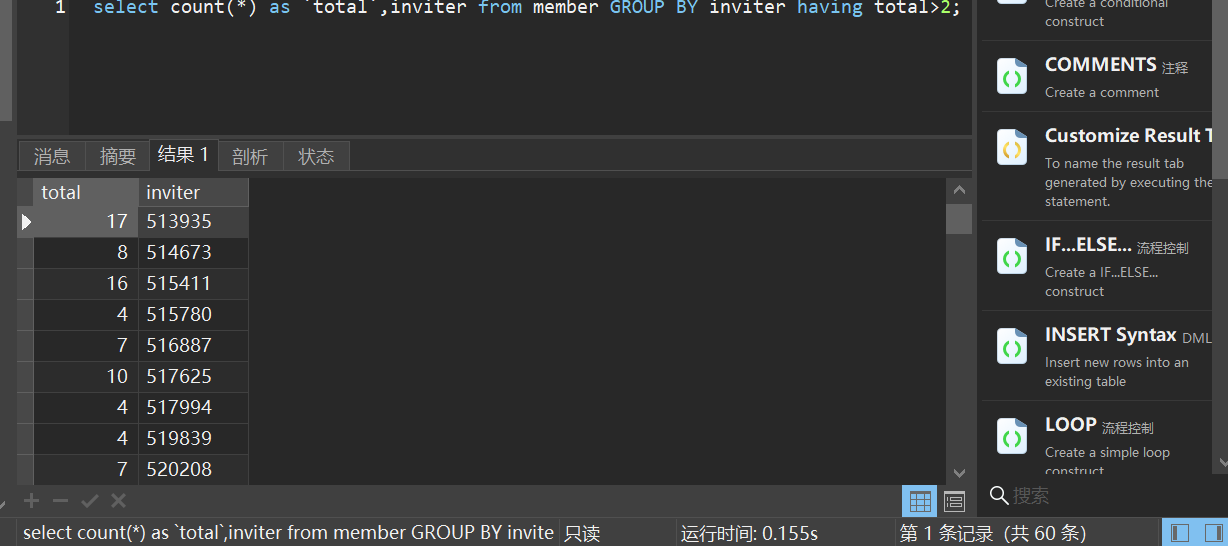 1 select count(*) as `total`,inviter from member GROUP BY inviter having total>2;
消息 摘要 结果 1 剖析 状态
total inviter
17 513935
8 514673
16 515411
4 515780
7 516887
10 517625
4 517994
4 519839
7 520208
select count(*) as `total`,inviter from member GROUP BY invite 只读 运行时间: 0.155s 第 1 条记录 (共 60 条)
Create a conditional
construct
COMMENTS 注释
Create a comment
Customize Result T
To name the result tab
generated by executing the
statement.
IF...ELSE... 流程控制
Create a IF...ELSE...
construct
INSERT Syntax DML
Insert new rows into an
existing table
LOOP 流程控制
Create a simple loop
construct
搜索